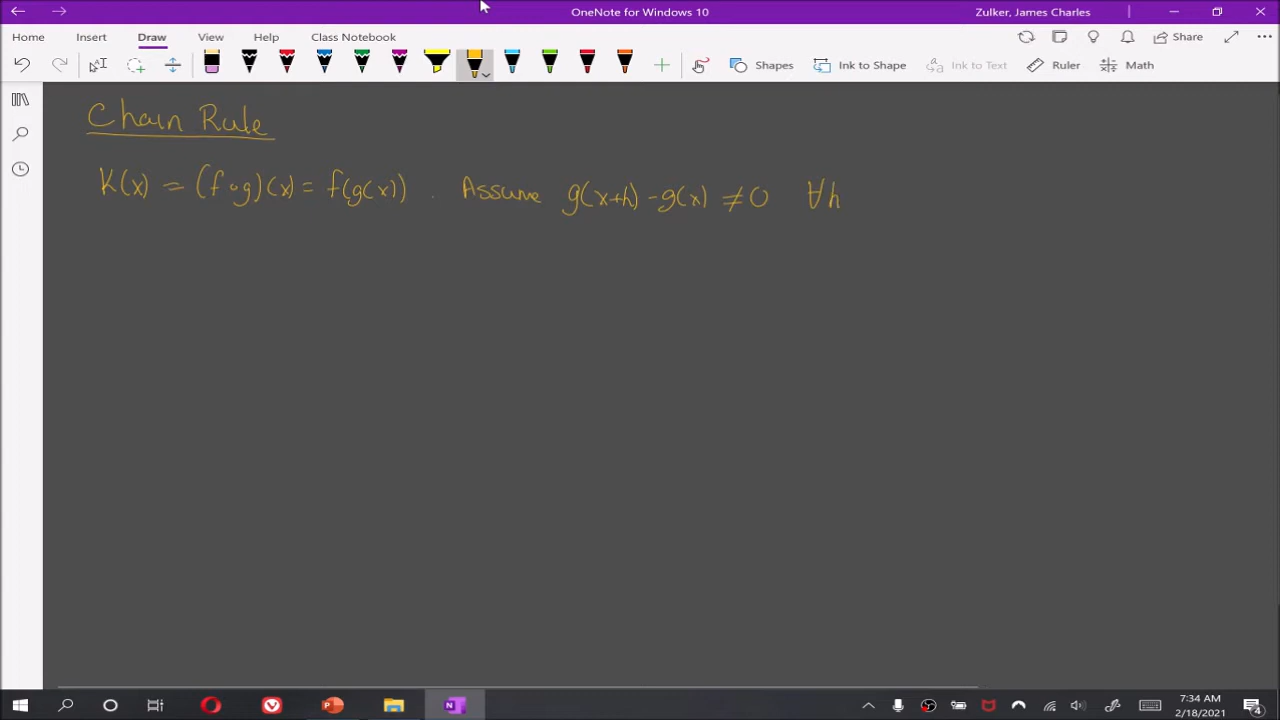 OneNote for Windows 10
Zulker, James Charles
Home Insert Draw View Help Class Notebook
Share
Shapes Ink to Shape Ink to Text Ruler Math
Chain Rule
K(x) = (f∘g)(x) = f(g(x)) . Assume g(x+h) - g(x) ≠ 0 ∀h
7:34 AM
2/18/2021
4